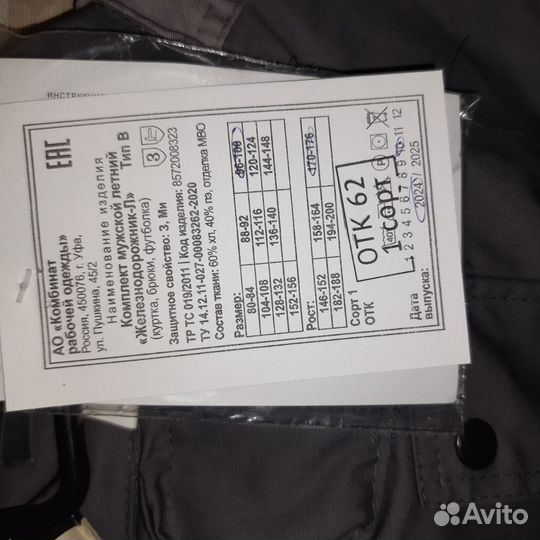 ИНСТРУКЦИЯ
ЕАС
АО «Комбинат
рабочей одежды»
Россия, 450076, г. Уфа,
ул. Пушкина, 45/2
Наименование изделия
Комплект мужской летний
«Железнодорожник-Л» Тип В
(куртка, брюки, футболка)
Защитное свойство: З, Ми
З
ТР ТС 019/2011 | Код изделия: 8572008323
ТУ 14.12.11-027-00083262-2020
Состав ткани: 60% хл, 40% пэ, отделка МВО
Размер:
80-84 88-92 96-100
104-108 112-116 120-124
128-132 136-140 144-148
152-156
Рост:
146-152 158-164 170-176
182-188 194-200
Сорт 1
ОТК
ОТК 62
1 сорт
40
P
Дата
выпуска:
1 2 3 4 5 6 7 8 9 10 11 12
2024 / 2025
Avito